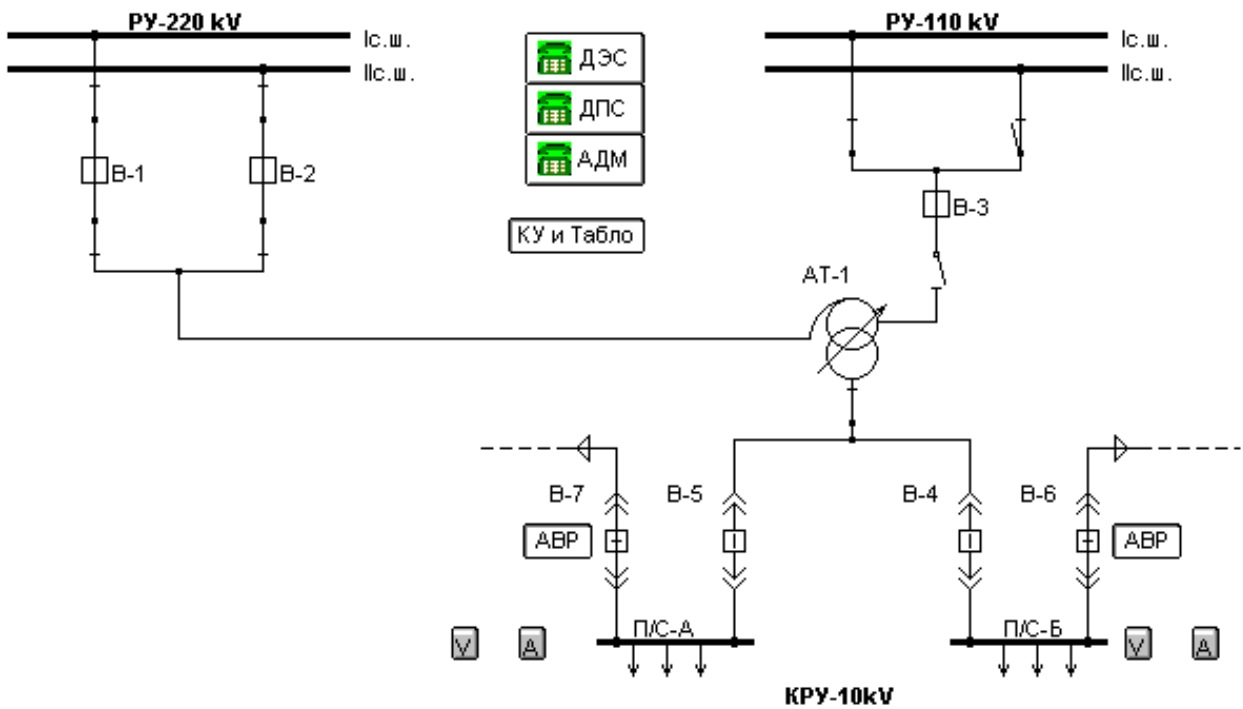 РУ-220 kV
РУ-110 kV
Iс.ш.
IIс.ш.
Iс.ш.
IIс.ш.
ДЭС
ДПС
АДМ
В-1
В-2
В-3
КУ и Табло
АТ-1
В-7
В-5
В-4
В-6
АВР
АВР
П/С-А
П/С-Б
V
A
V
A
КРУ-10kV